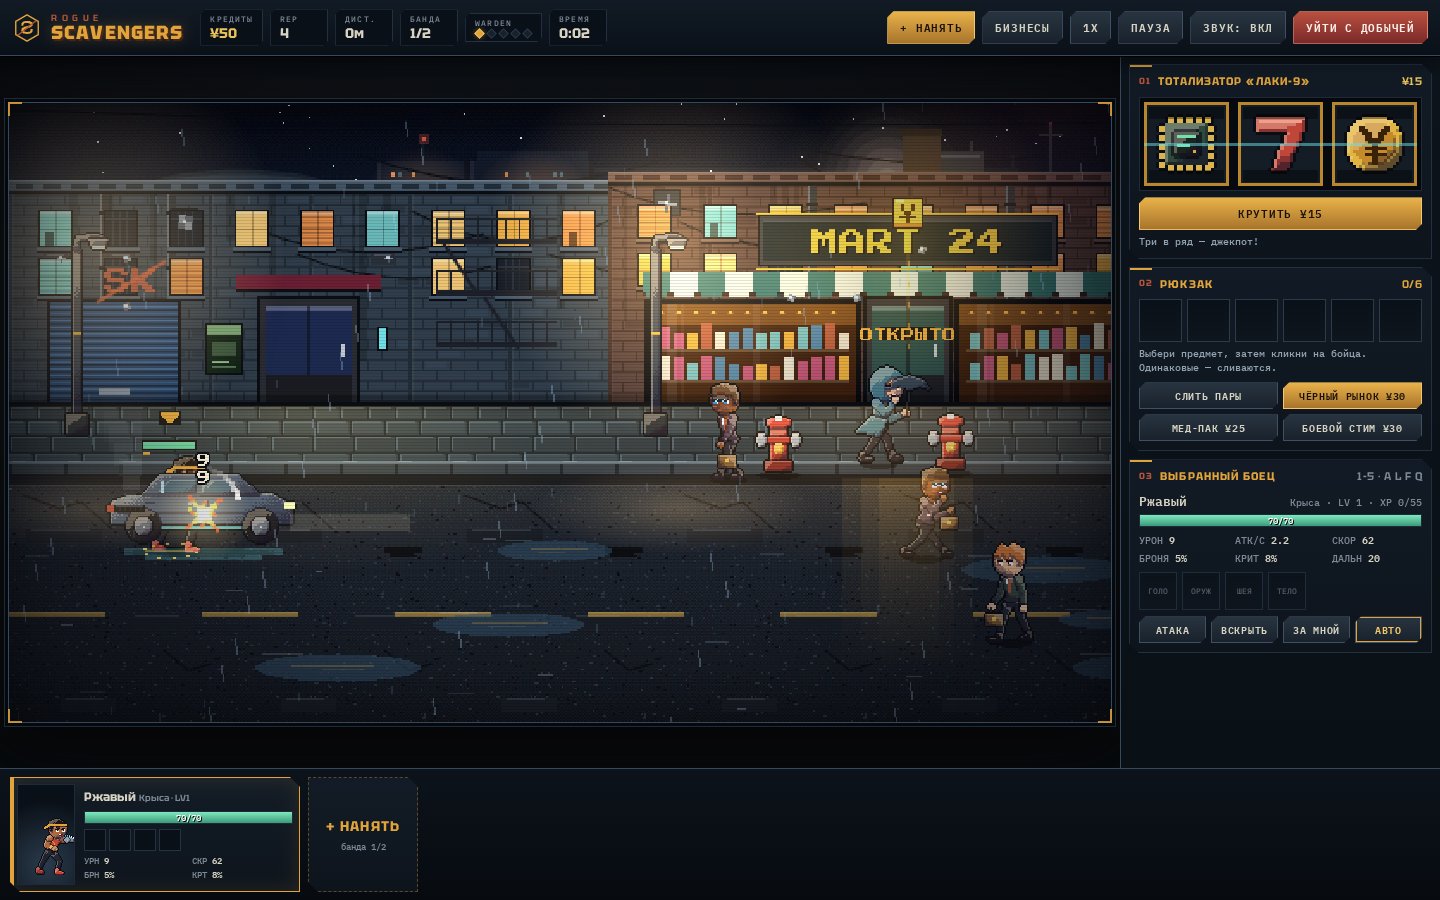 ROGUE
SCAVENGERS
КРЕДИТЫ
¥50
REP
4
ДИСТ.
0м
БАНДА
1/2
WARDEN
ВРЕМЯ
0:02
+ НАНЯТЬ
БИЗНЕСЫ
1X
ПАУЗА
ЗВУК: ВКЛ
УЙТИ С ДОБЫЧЕЙ
SK
MART 24
ОТКРЫТО
9
9
01 ТОТАЛИЗАТОР «ЛАКИ-9» ¥15
7
¥
КРУТИТЬ ¥15
Три в ряд — джекпот!
02 РЮКЗАК 0/6
Выбери предмет, затем кликни на бойца.
Одинаковые — сливаются.
СЛИТЬ ПАРЫ
ЧЁРНЫЙ РЫНОК ¥30
МЕД-ПАК ¥25
БОЕВОЙ СТИМ ¥30
03 ВЫБРАННЫЙ БОЕЦ 1-5·A L F Q
Ржавый Крыса · LV 1 · XP 0/55
70/70
УРОН 9 АТК/С 2.2 СКОР 62
БРОНЯ 5% КРИТ 8% ДАЛЬН 20
ГОЛО ОРУЖ ШЕЯ ТЕЛО
АТАКА ВСКРЫТЬ ЗА МНОЙ АВТО
Ржавый Крыса·LV1
70/70
УРН 9 СКР 62
БРН 5% КРТ 8%
+ НАНЯТЬ
банда 1/2